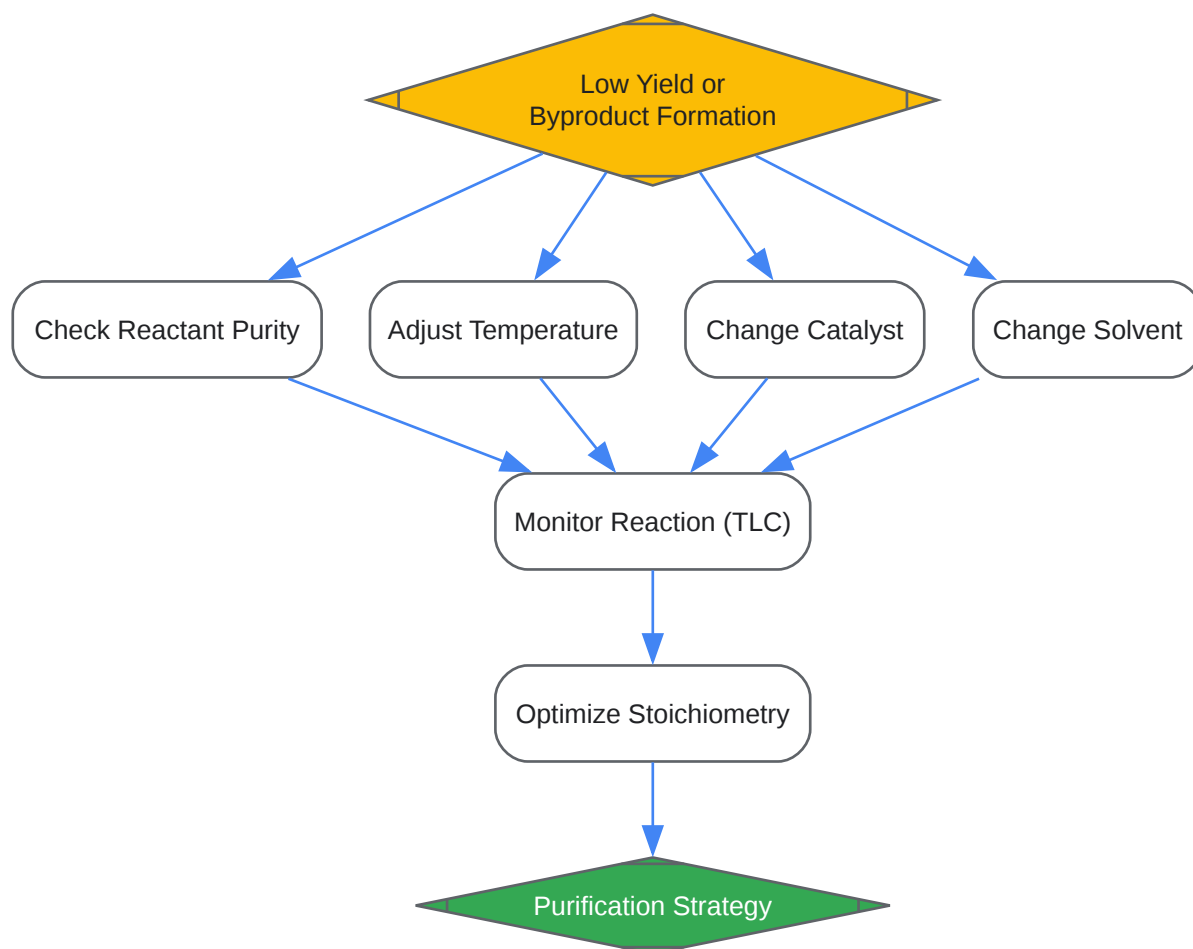 Low Yield or
Byproduct Formation
Check Reactant Purity
Adjust Temperature
Change Catalyst
Change Solvent
Monitor Reaction (TLC)
Optimize Stoichiometry
Purification Strategy